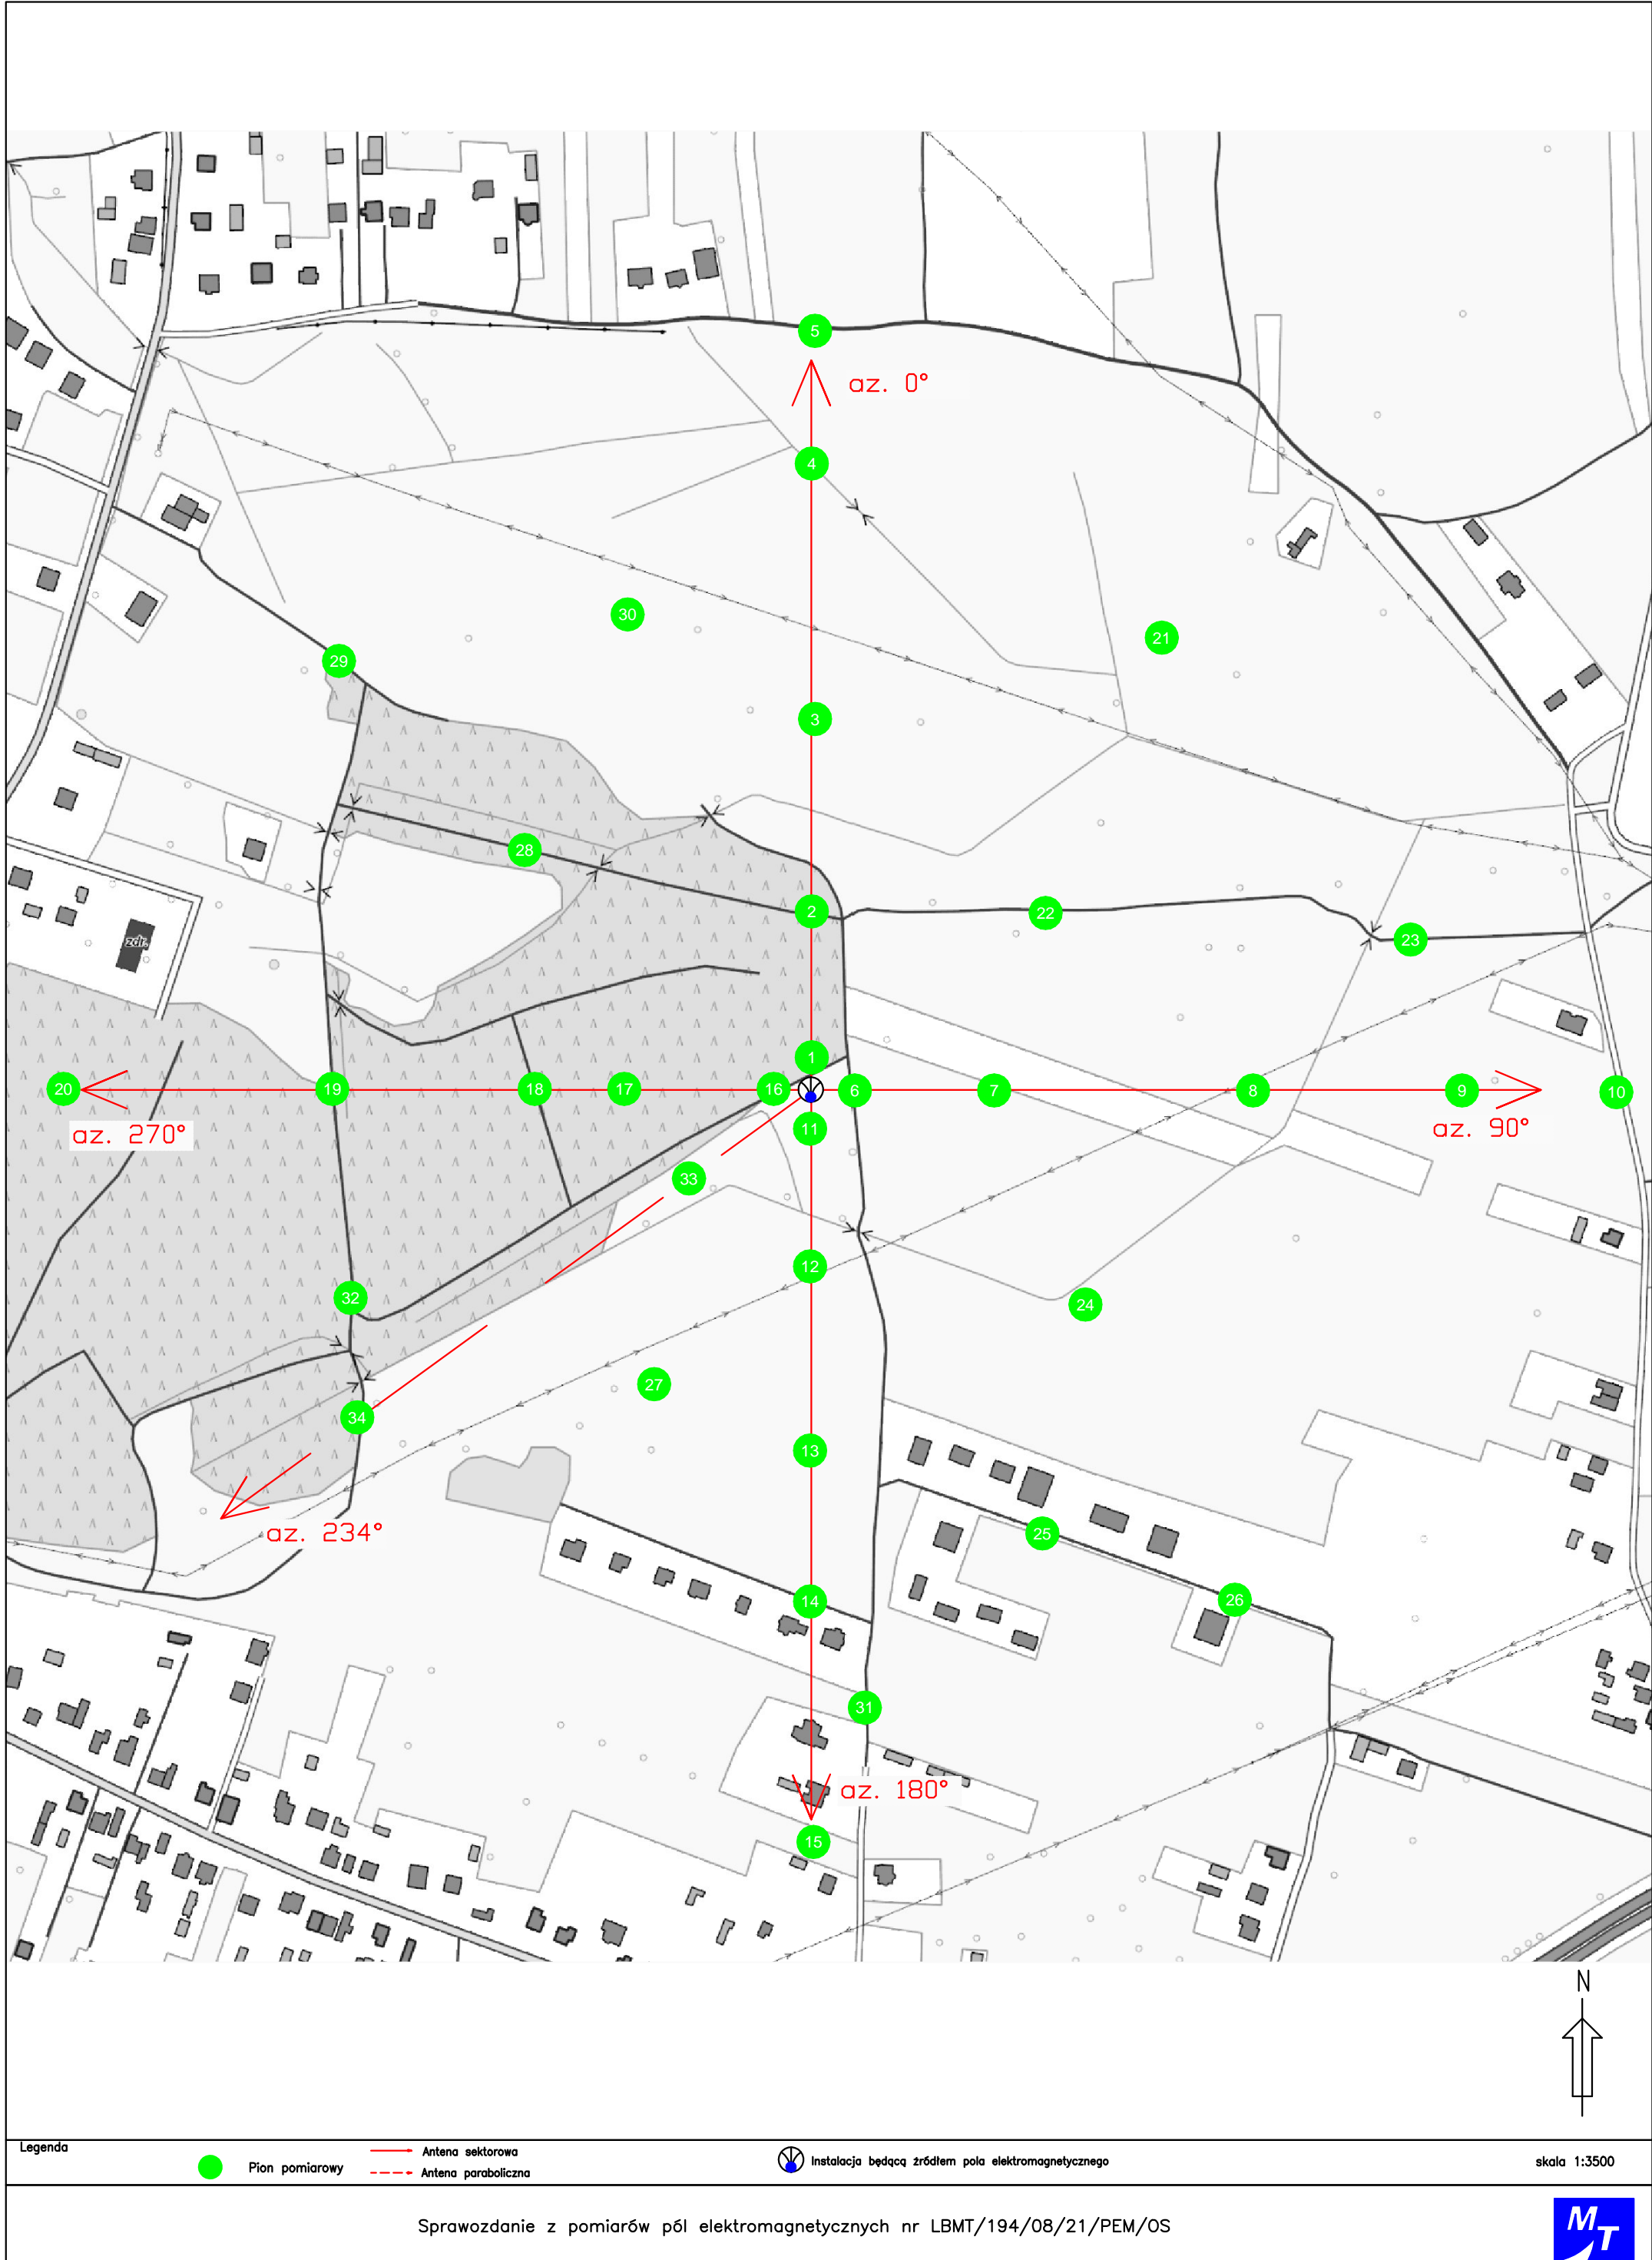 5
az. 0°
4
30
21
29
3
28
2
22
23
zdr.
1
20
19
18
17
16
6
7
8
9
10
az. 270°
az. 90°
11
33
12
32
24
27
34
13
az. 234°
25
14
26
31
az. 180°
15
N
Legenda
Pion pomiarowy
Antena sektorowa
Antena paraboliczna
Instalacja będącą źródłem pola elektromagnetycznego
skala 1:3500
Sprawozdanie z pomiarów pól elektromagnetycznych nr LBMT/194/08/21/PEM/OS
MT